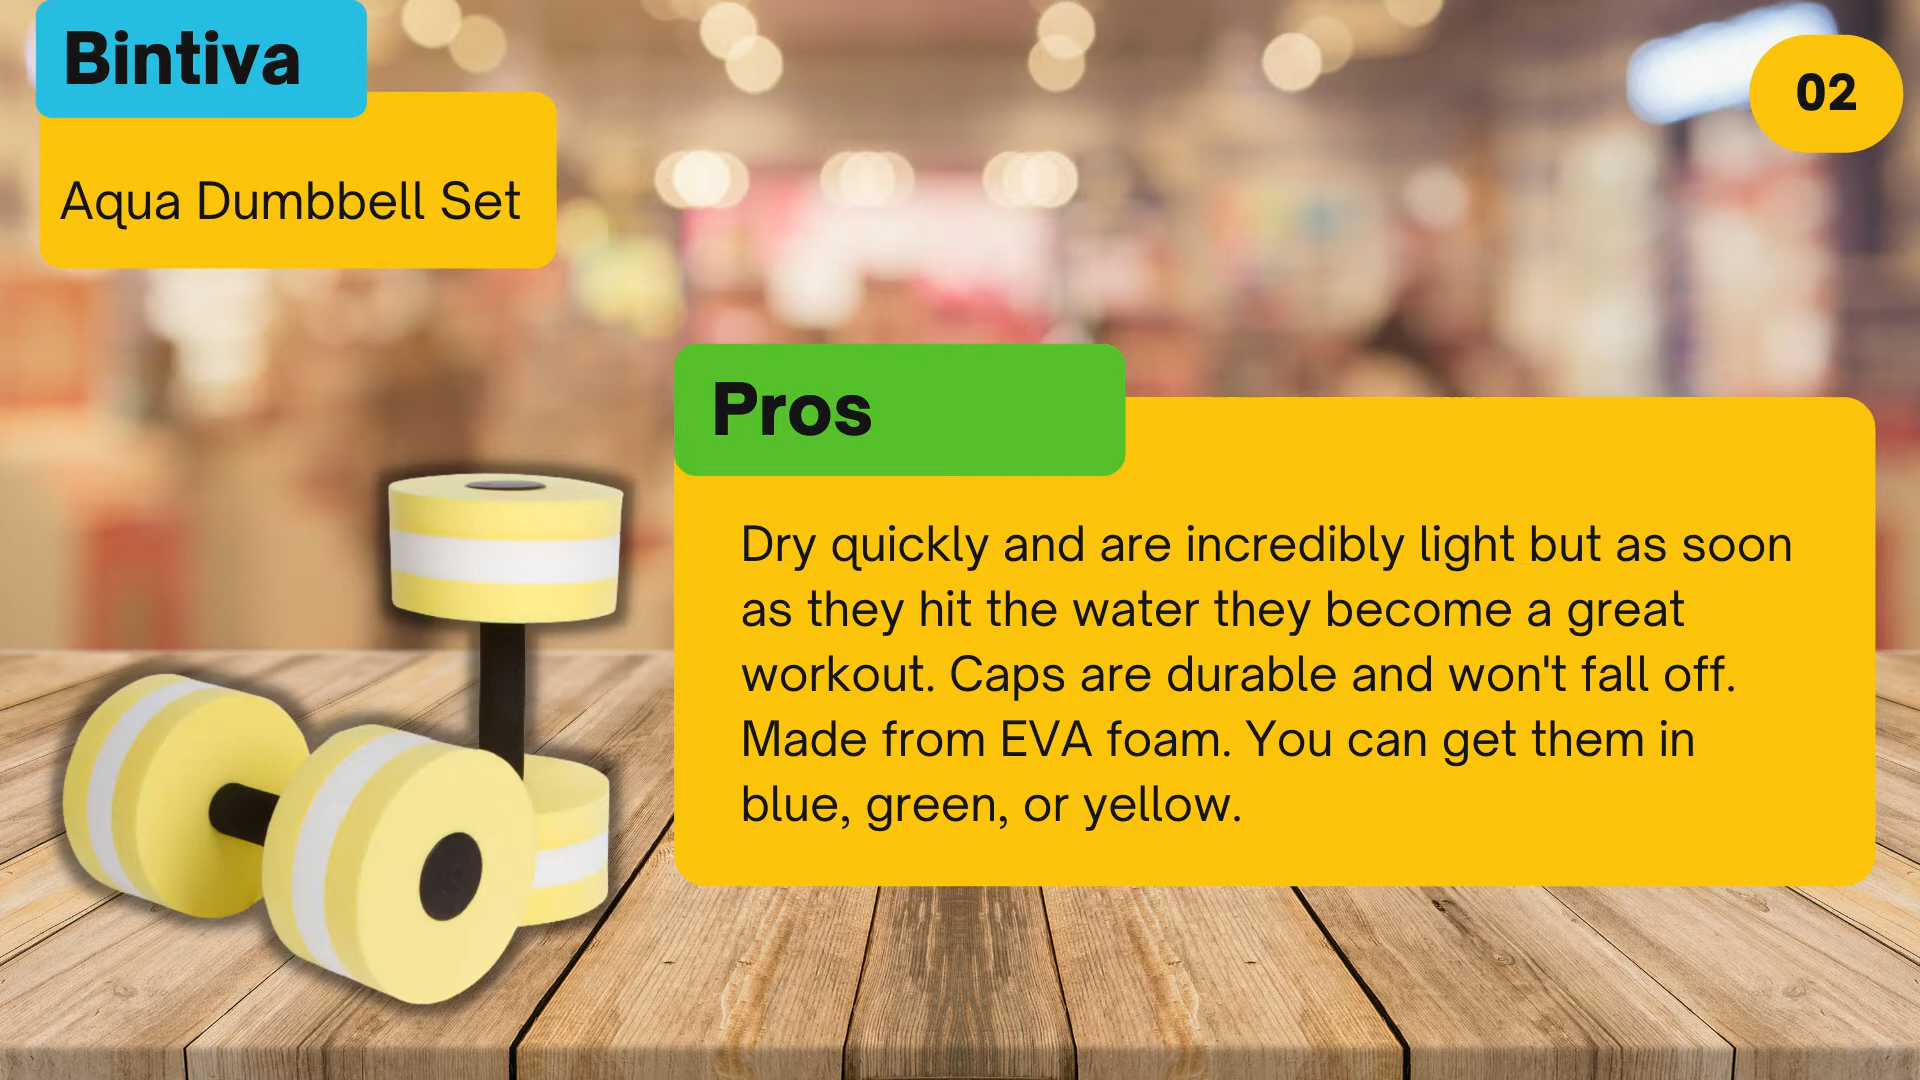 Bintiva
Aqua Dumbbell Set
02
Pros
Dry quickly and are incredibly light but as soon
as they hit the water they become a great
workout. Caps are durable and won't fall off.
Made from EVA foam. You can get them in
blue, green, or yellow.